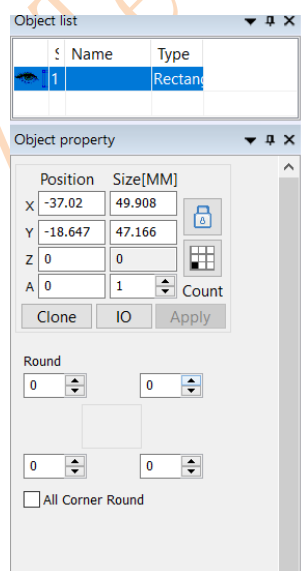 Object list
Name Type
1 Rectang
Object property
Position Size[MM]
X -37.02 49.908
Y -18.647 47.166
Z 0 0
A 0 1 Count
Clone IO Apply
Round
0 0
0 0
All Corner Round